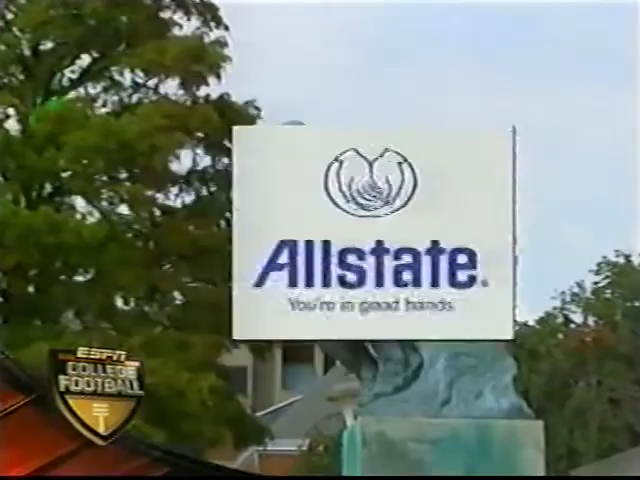 Allstate.
You're in good hands.
ESPN
COLLEGE
FOOTBALL